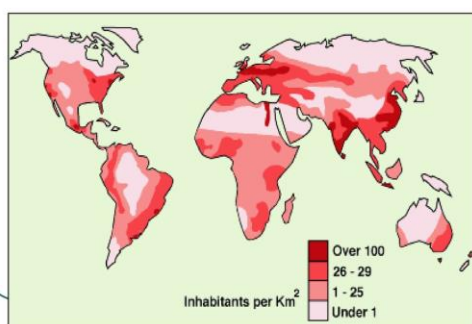 Over 100
26 - 29
1 - 25
Under 1
Inhabitants per Km²